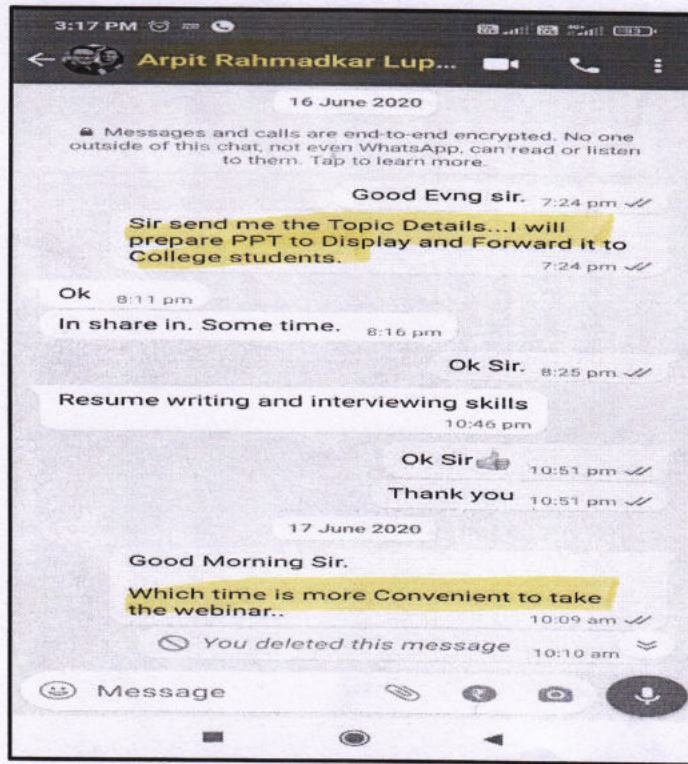 3:17 PM
Arpit Rahmadkar Lup...
16 June 2020
Messages and calls are end-to-end encrypted. No one
outside of this chat, not even WhatsApp, can read or listen
to them. Tap to learn more.
Good Evng sir. 7:24 pm
Sir send me the Topic Details...I will
prepare PPT to Display and Forward it to
College students.
7:24 pm
Ok 8:11 pm
In share in. Some time. 8:16 pm
Ok Sir. 8:25 pm
Resume writing and interviewing skills
10:46 pm
Ok Sir👍 10:51 pm
Thank you 10:51 pm
17 June 2020
Good Morning Sir.
Which time is more Convenient to take
the webinar..
10:09 am
You deleted this message 10:10 am
Message